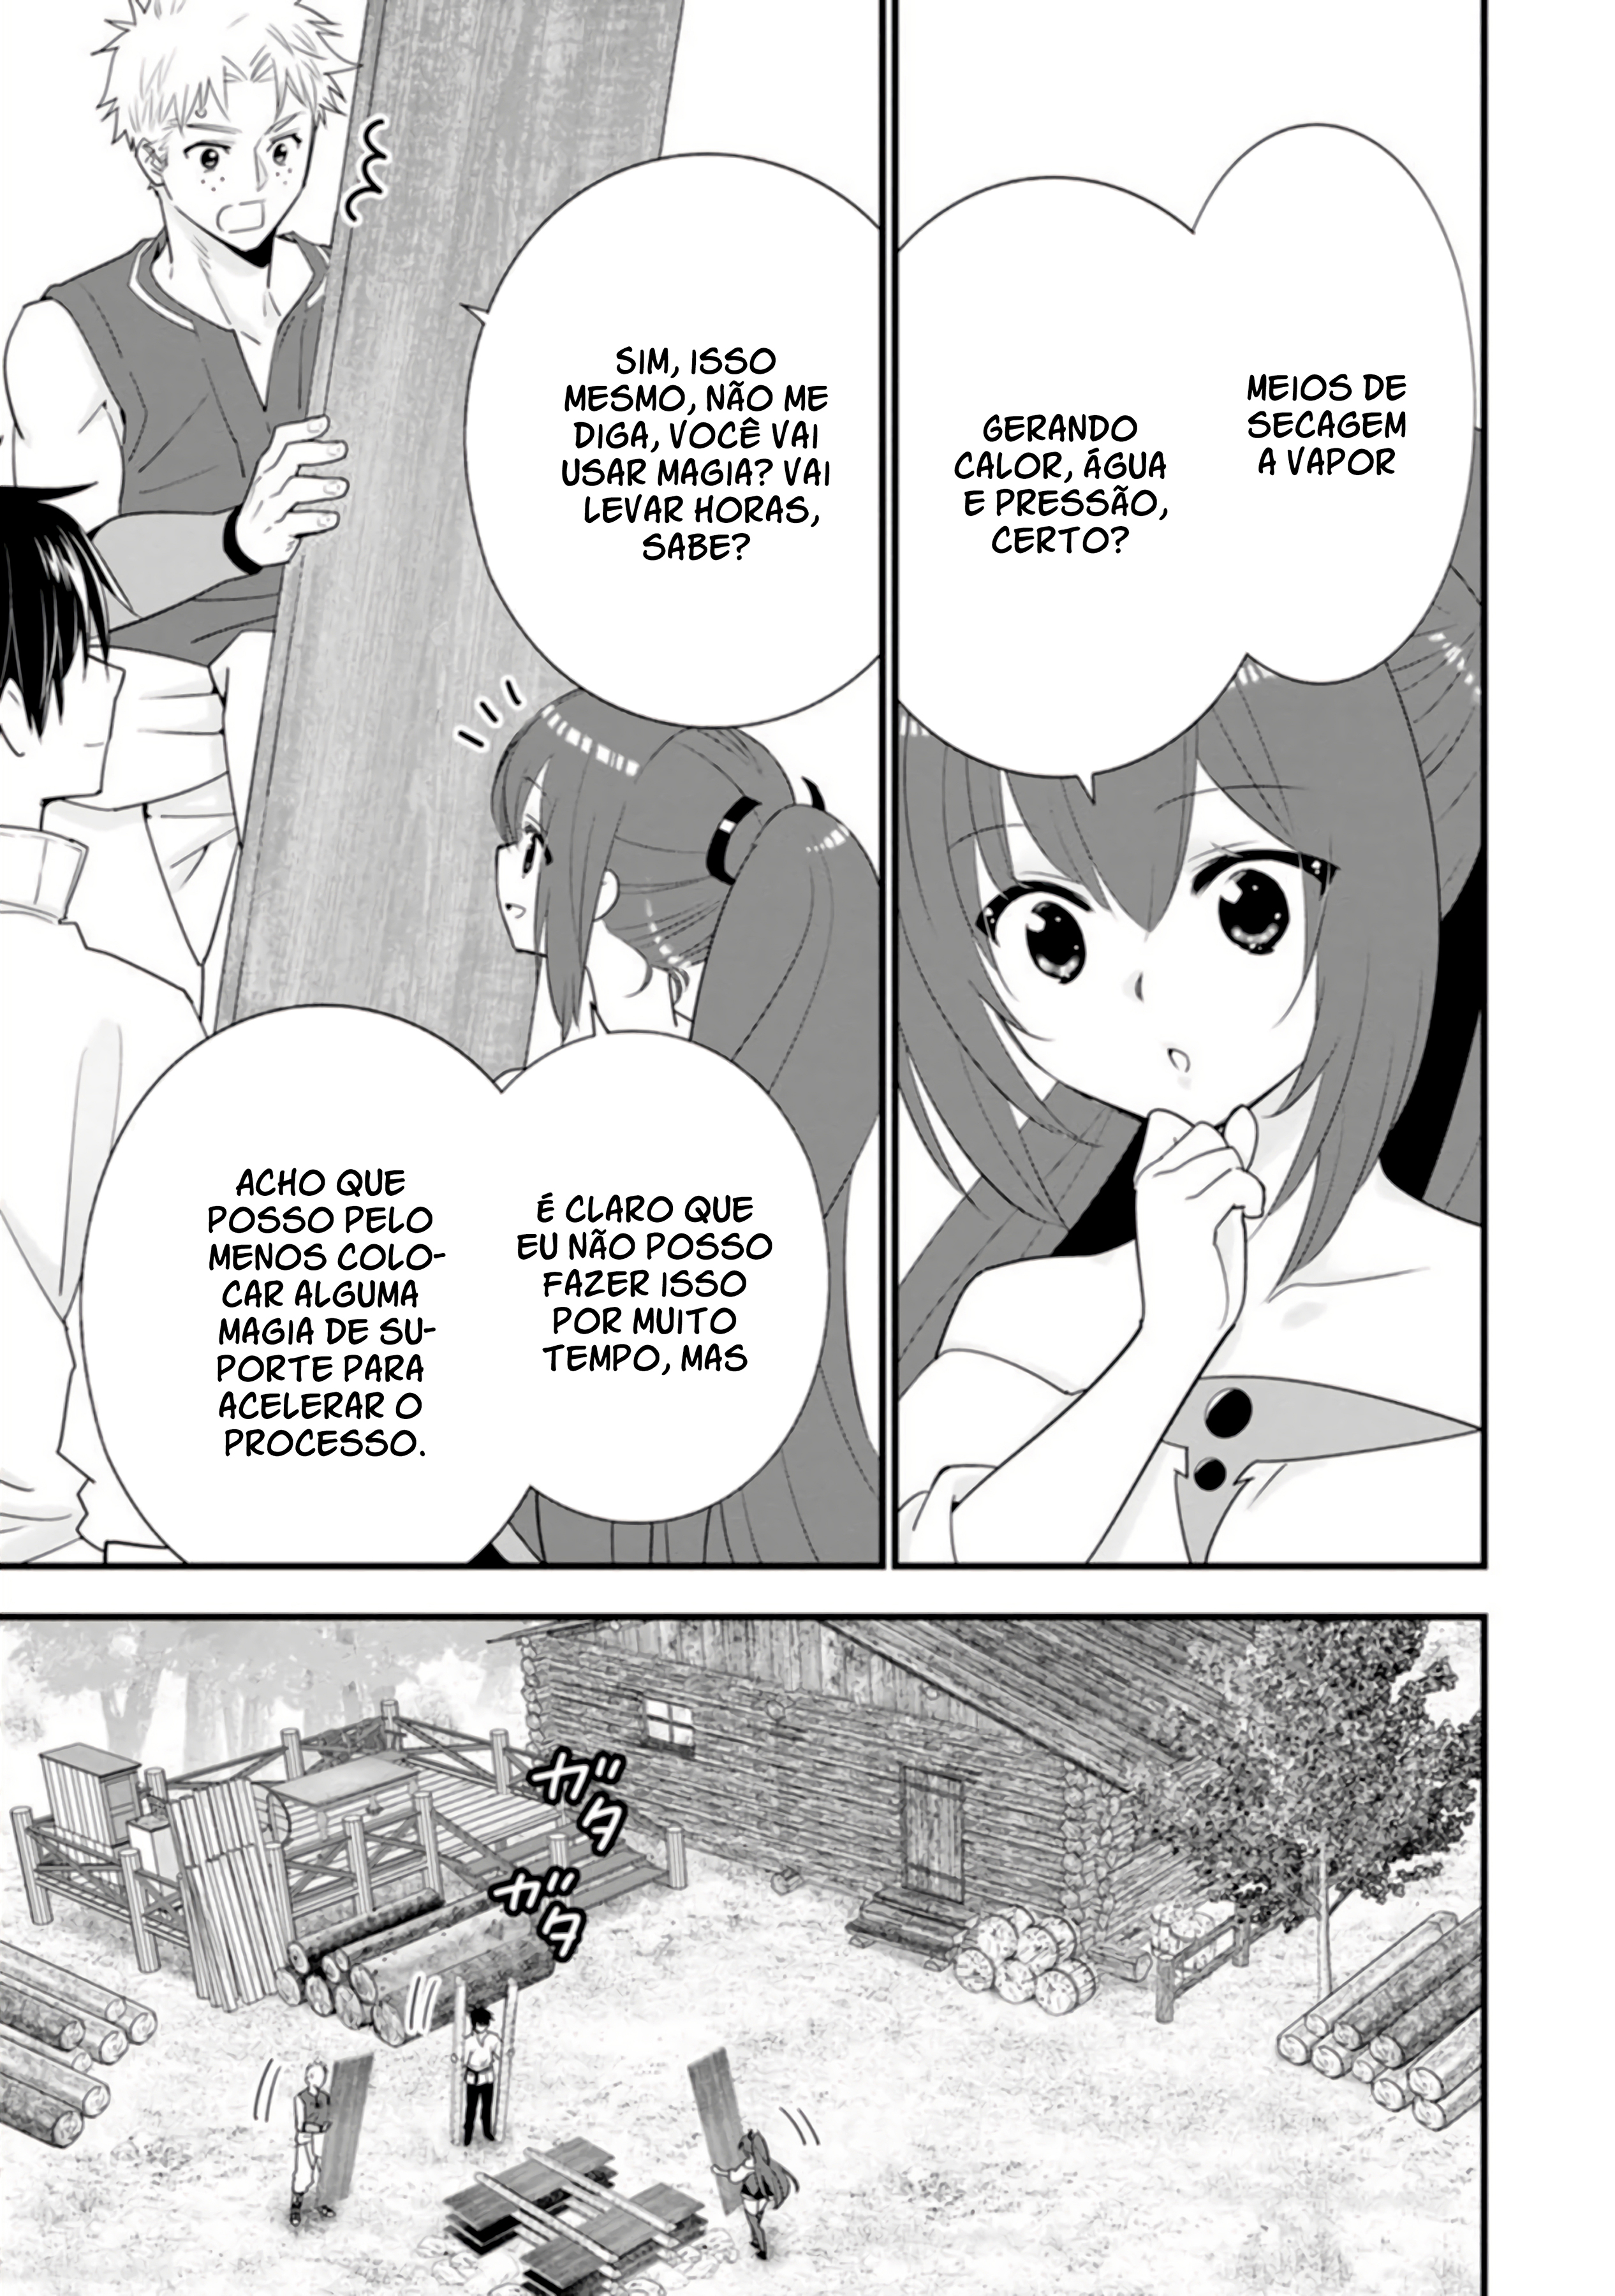 MEIOS DE
SECAGEM
A VAPOR
GERANDO
CALOR, ÁGUA
E PRESSÃO,
CERTO?
SIM, ISSO
MESMO, NÃO ME
DIGA, VOCÊ VAI
USAR MAGIA? VAI
LEVAR HORAS,
SABE?
É CLARO QUE
EU NÃO POSSO
FAZER ISSO
POR MUITO
TEMPO, MAS
ACHO QUE
POSSO PELO
MENOS COLO-
CAR ALGUMA
MAGIA DE SU-
PORTE PARA
ACELERAR O
PROCESSO.
ガタ
ガタ